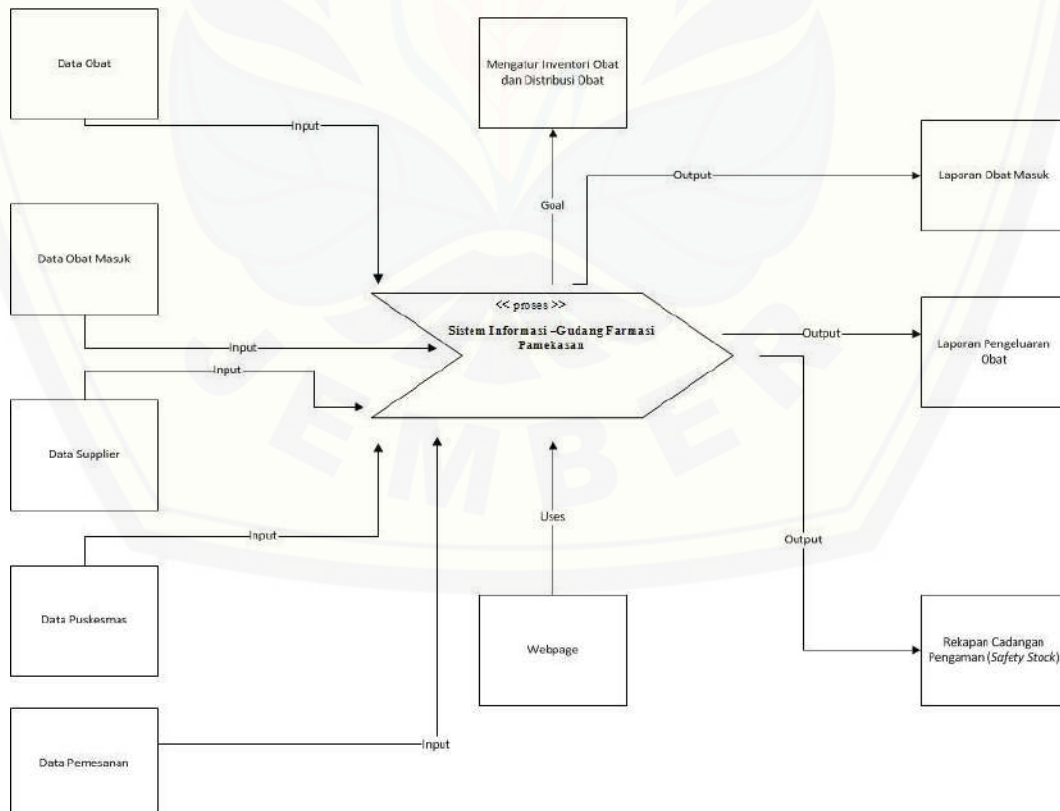 Data Obat
Input
Mengatur Inventori Obat
dan Distribusi Obat
Goal
Output
Laporan Obat Masuk
Data Obat Masuk
Input
<< proses >>
Sistem Informasi –Gudang Farmasi
Pamekasan
Output
Laporan Pengeluaran
Obat
Input
Data Supplier
Input
Data Puskesmas
Uses
Webpage
Output
Rekapan Cadangan
Pengaman (Safety Stock)
Data Pemesanan
Input
JEMBER